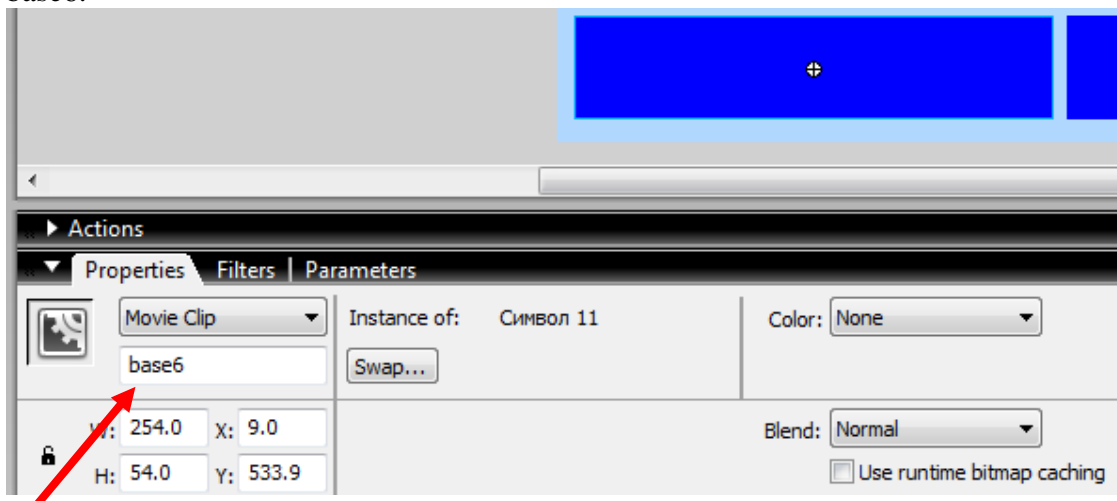 base6.
Actions
Properties Filters | Parameters
Movie Clip Instance of: Символ 11 Color: None
base6 Swap...
W: 254.0 X: 9.0 Blend: Normal
H: 54.0 Y: 533.9 Use runtime bitmap caching